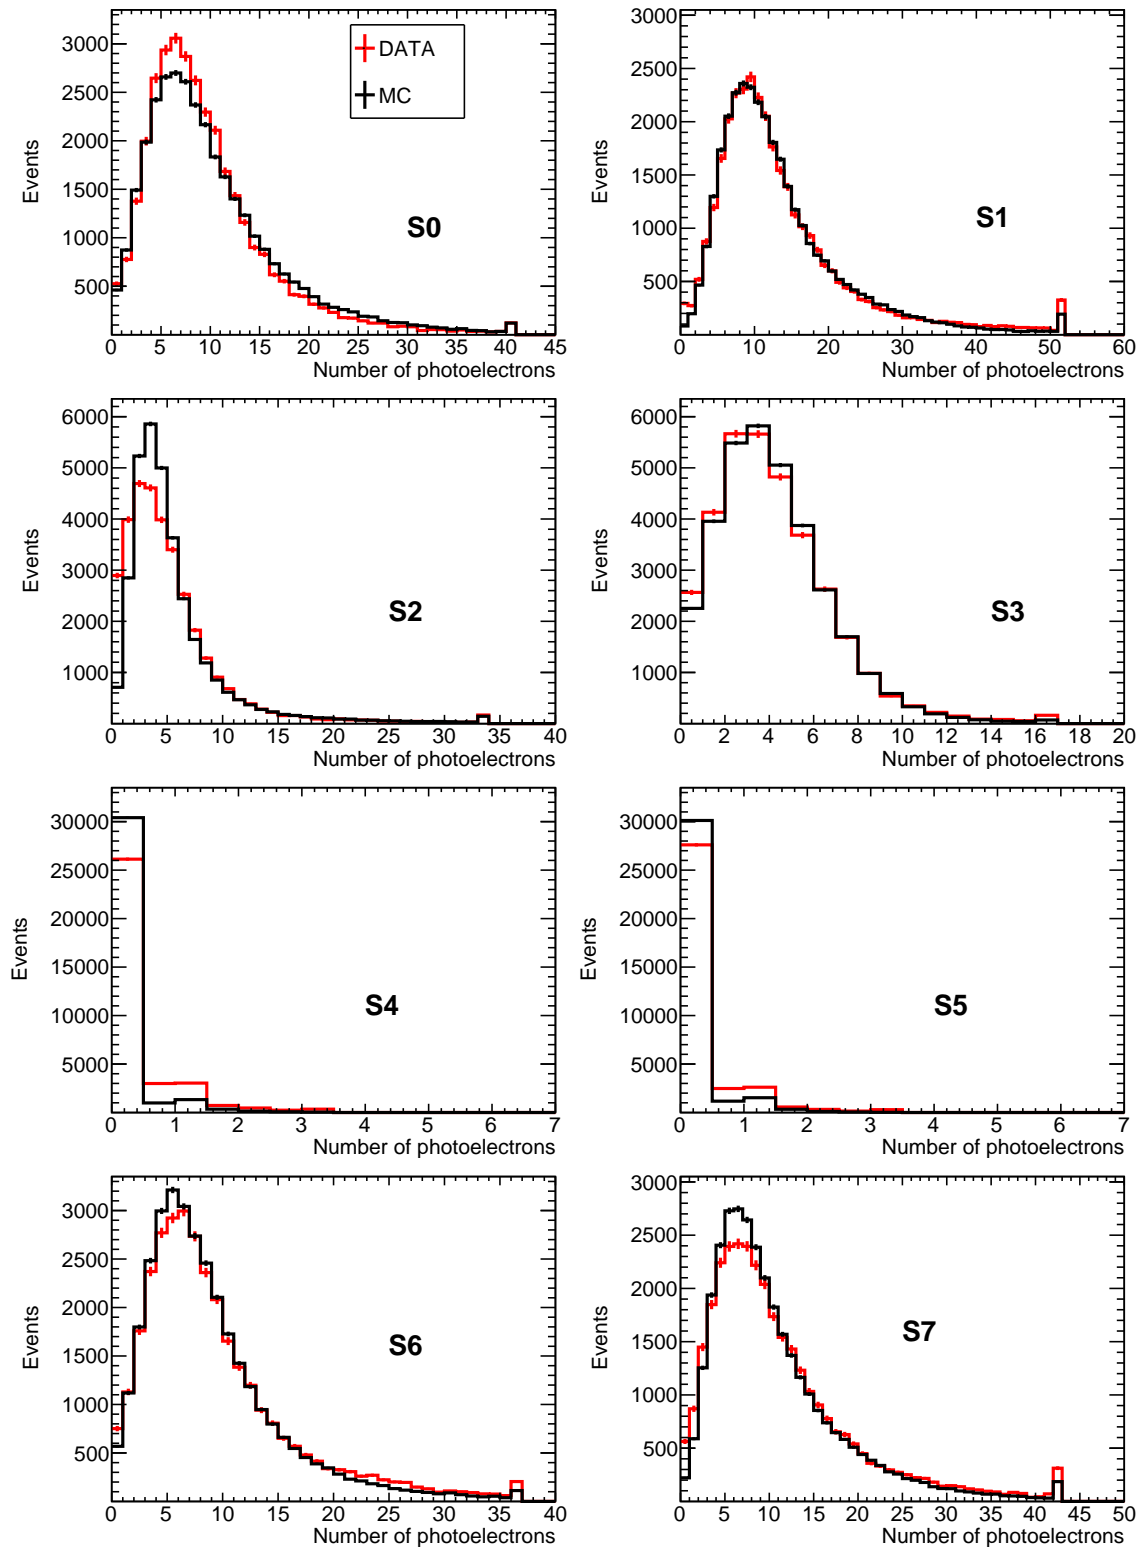 3000
2500
2000
1500
1000
500
Events
DATA
MC
S0
0 5 10 15 20 25 30 35 40 45
Number of photoelectrons
3000
2500
2000
1500
1000
500
Events
S1
0 10 20 30 40 50 60
Number of photoelectrons
6000
5000
4000
3000
2000
1000
Events
S2
0 5 10 15 20 25 30 35 40
Number of photoelectrons
6000
5000
4000
3000
2000
1000
Events
S3
0 2 4 6 8 10 12 14 16 18 20
Number of photoelectrons
30000
25000
20000
15000
10000
5000
Events
S4
0 1 2 3 4 5 6 7
Number of photoelectrons
30000
25000
20000
15000
10000
5000
Events
S5
0 1 2 3 4 5 6 7
Number of photoelectrons
3000
2500
2000
1500
1000
500
Events
S6
0 5 10 15 20 25 30 35 40
Number of photoelectrons
3000
2500
2000
1500
1000
500
Events
S7
0 5 10 15 20 25 30 35 40 45 50
Number of photoelectrons